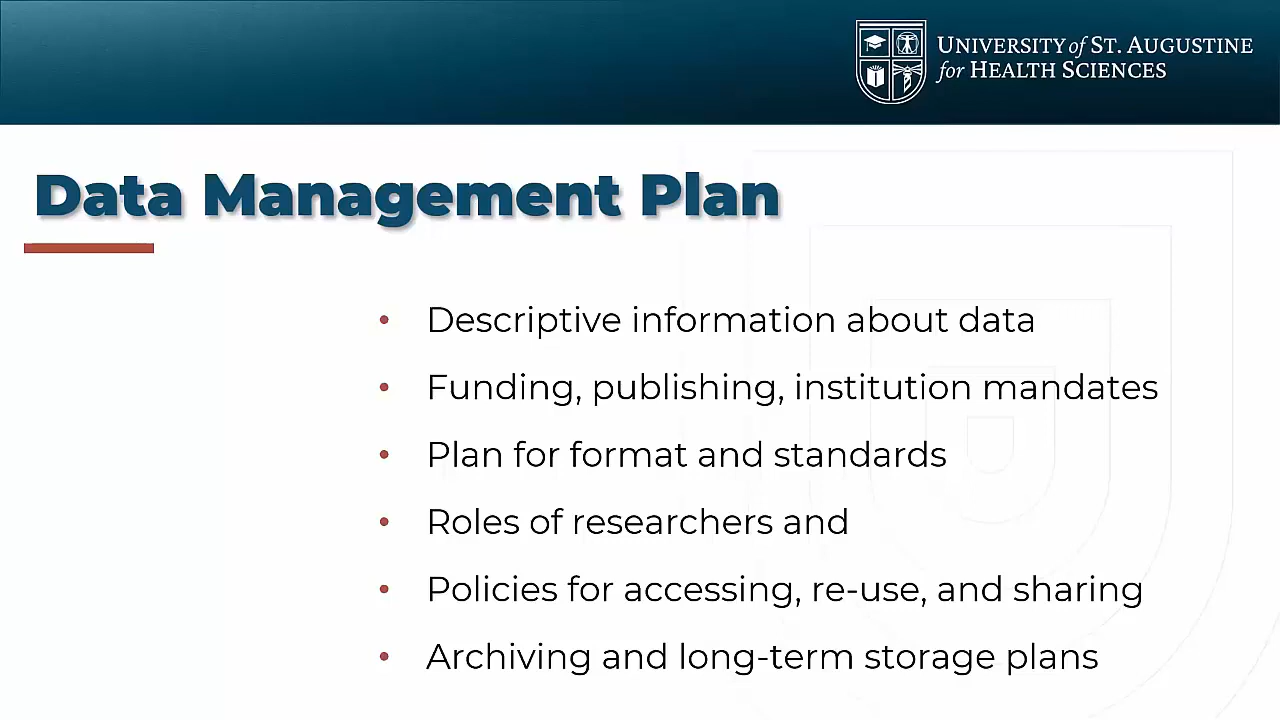 UNIVERSITY of ST. AUGUSTINE
for HEALTH SCIENCES
Data Management Plan
• Descriptive information about data
• Funding, publishing, institution mandates
• Plan for format and standards
• Roles of researchers and
• Policies for accessing, re-use, and sharing
• Archiving and long-term storage plans